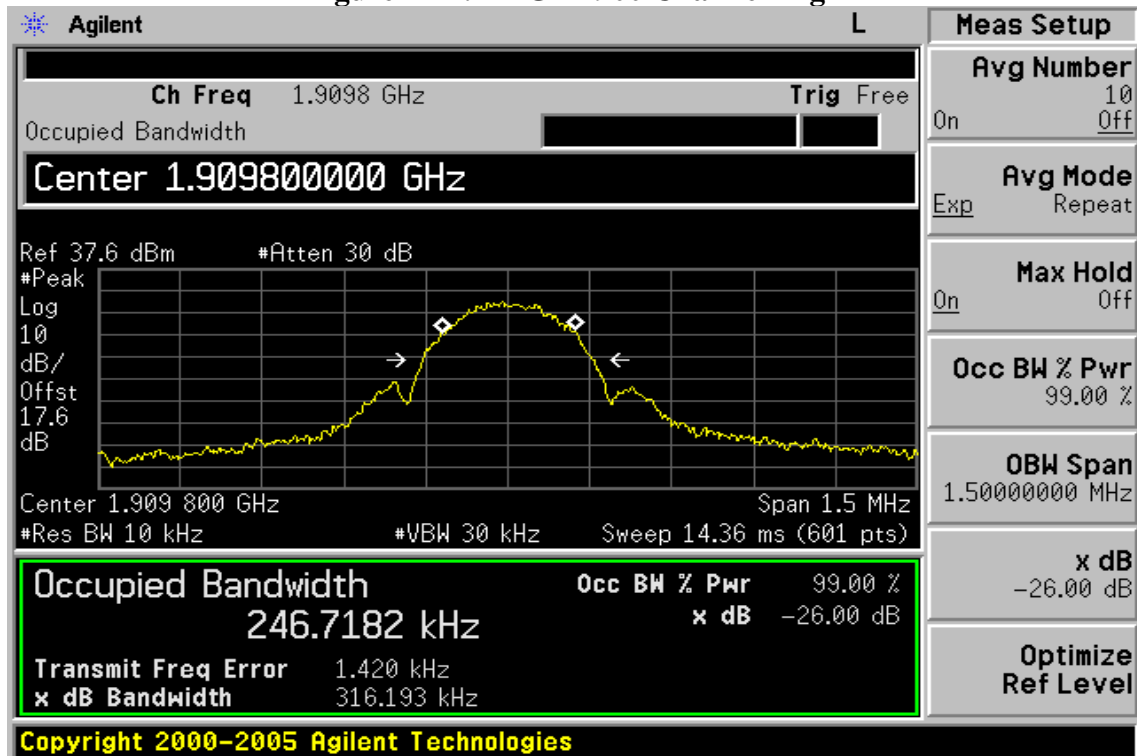 Agilent
L
Meas Setup
Ch Freq 1.9098 GHz
Trig Free
Occupied Bandwidth
Center 1.909800000 GHz
Ref 37.6 dBm
#Atten 30 dB
#Peak
Log
10
dB/
Offst
17.6
dB
Center 1.909 800 GHz
Span 1.5 MHz
#Res BW 10 kHz
#VBW 30 kHz
Sweep 14.36 ms (601 pts)
Occupied Bandwidth
246.7182 kHz
Occ BW % Pwr 99.00 %
x dB -26.00 dB
Transmit Freq Error 1.420 kHz
x dB Bandwidth 316.193 kHz
Avg Number
10
On Off
Avg Mode
Exp Repeat
Max Hold
On Off
Occ BW % Pwr
99.00 %
OBW Span
1.50000000 MHz
x dB
-26.00 dB
Optimize
Ref Level
Copyright 2000-2005 Agilent Technologies